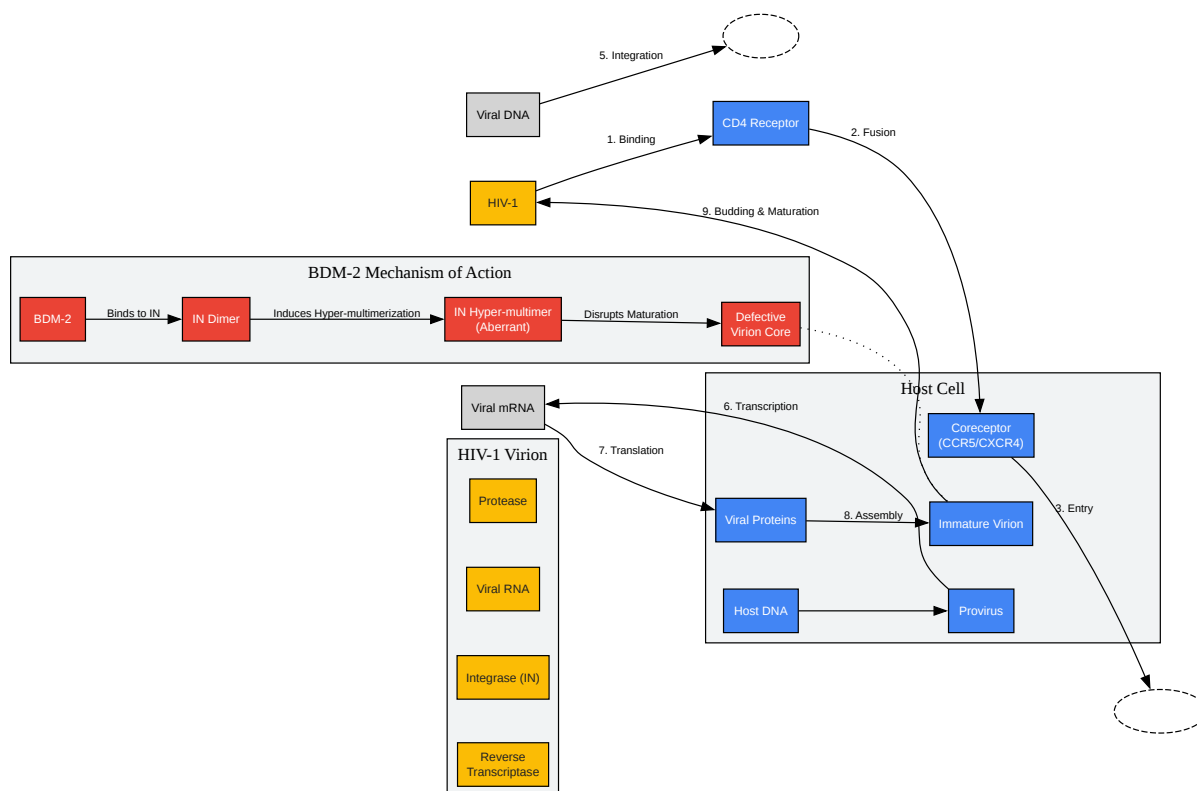 5. Integration
Viral DNA
CD4 Receptor
2. Fusion
1. Binding
HIV-1
9. Budding & Maturation
BDM-2 Mechanism of Action
BDM-2
Binds to IN
IN Dimer
Induces Hyper-multimerization
IN Hyper-multimer
(Aberrant)
Disrupts Maturation
Defective
Virion Core
Host Cell
Viral mRNA
6. Transcription
Coreceptor
(CCR5/CXCR4)
7. Translation
HIV-1 Virion
Protease
Viral Proteins
8. Assembly
Immature Virion
3. Entry
Viral RNA
Host DNA
Provirus
Integrase (IN)
Reverse
Transcriptase